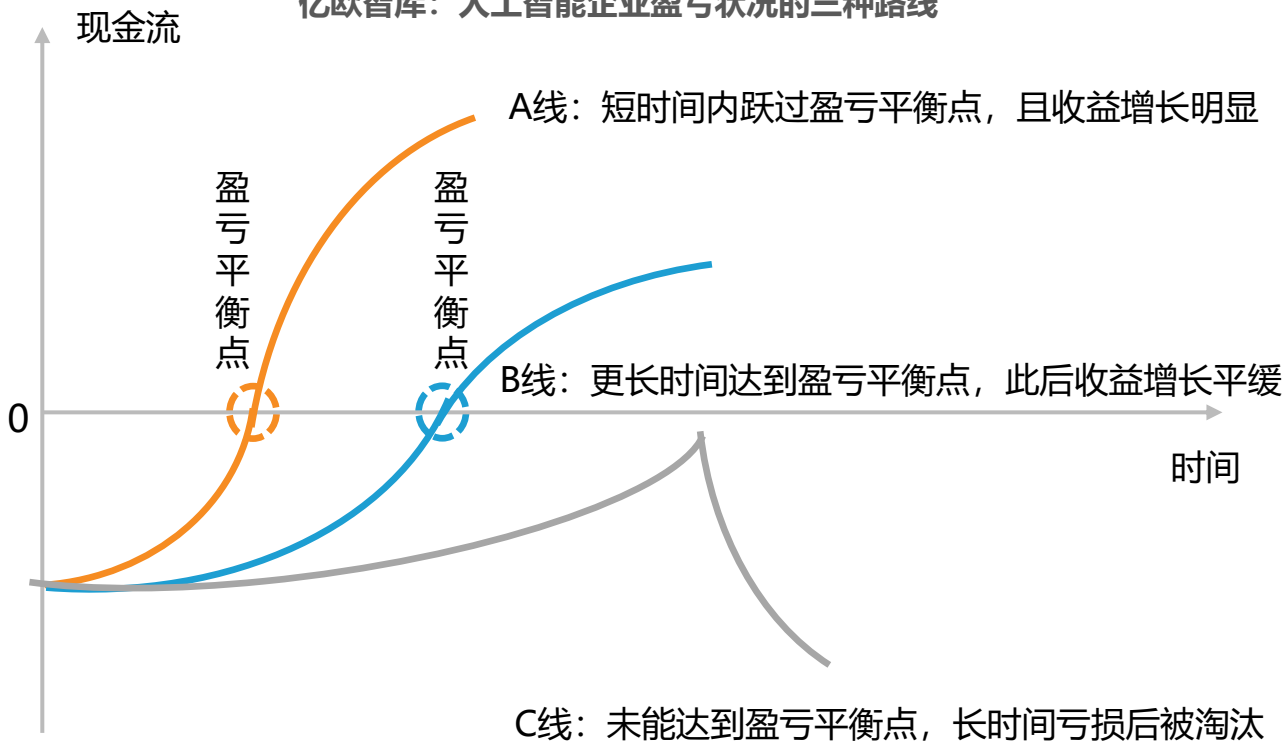 亿欧智库：人工智能企业盈亏状况的三种路线
现金流
A线：短时间内跃过盈亏平衡点，且收益增长明显
盈亏平衡点
盈亏平衡点
B线：更长时间达到盈亏平衡点，此后收益增长平缓
0
时间
C线：未能达到盈亏平衡点，长时间亏损后被淘汰